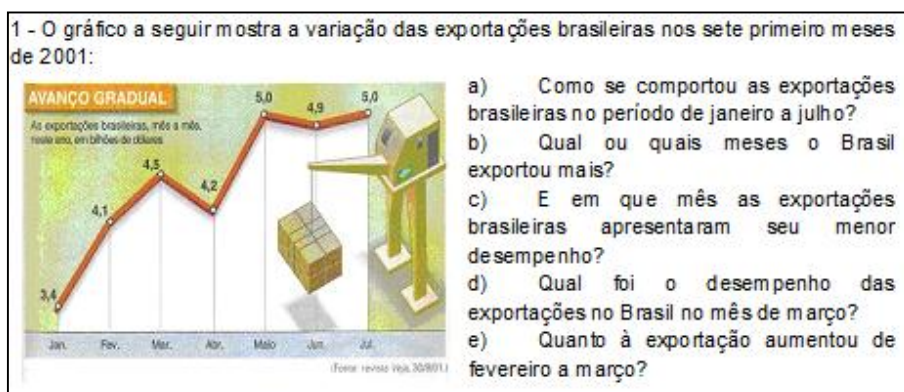 1 - O gráfico a seguir mostra a variação das exportações brasileiras nos sete primeiro meses
de 2001:
AVANÇO GRADUAL
As exportações brasileiras, mês a mês,
neste ano, em bilhões de dólares
3,4
4,1
4,5
4,2
5,0
4,9
5,0
Jan.
Fev.
Mar.
Abr.
Maio
Jun.
Jul.
(Fonte: revista Veja, 30/8/01.)
a) Como se comportou as exportações
brasileiras no período de janeiro a julho?
b) Qual ou quais meses o Brasil
exportou mais?
c) E em que mês as exportações
brasileiras apresentaram seu menor
desempenho?
d) Qual foi o desempenho das
exportações no Brasil no mês de março?
e) Quanto à exportação aumentou de
fevereiro a março?